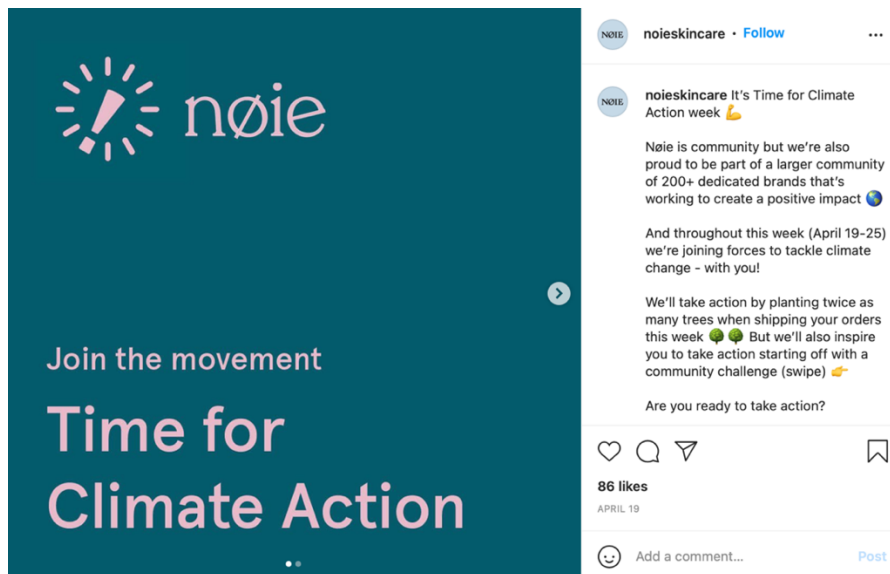 nøie
Join the movement
Time for
Climate Action
NØIE
noieskincare • Follow
NØIE
noieskincare It's Time for Climate
Action week 💪
Nøie is community but we're also
proud to be part of a larger community
of 200+ dedicated brands that's
working to create a positive impact 🌎
And throughout this week (April 19-25)
we're joining forces to tackle climate
change - with you!
We'll take action by planting twice as
many trees when shipping your orders
this week 🌳 🌳 But we'll also inspire
you to take action starting off with a
community challenge (swipe) 👉
Are you ready to take action?
86 likes
APRIL 19
Add a comment... Post